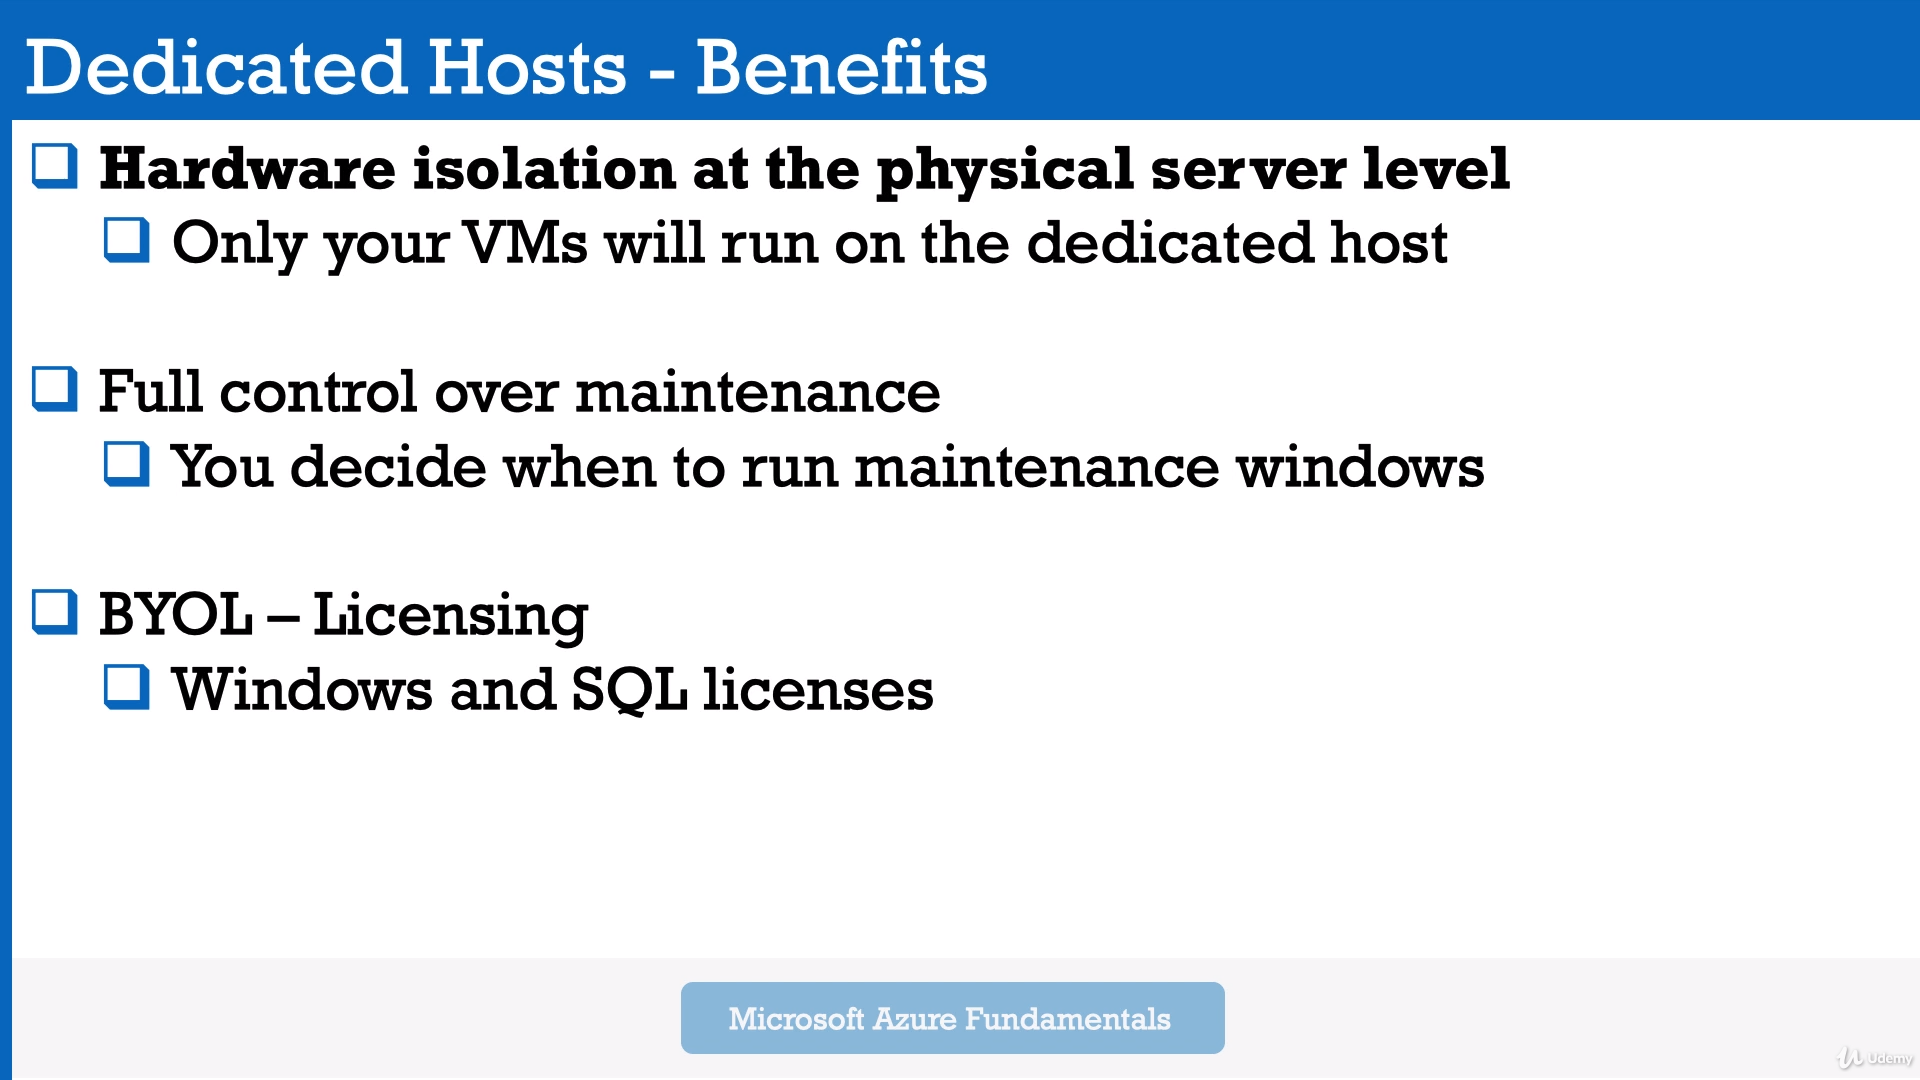 Dedicated Hosts - Benefits
Hardware isolation at the physical server level
Only your VMs will run on the dedicated host
Full control over maintenance
You decide when to run maintenance windows
BYOL – Licensing
Windows and SQL licenses
Microsoft Azure Fundamentals
Udemy